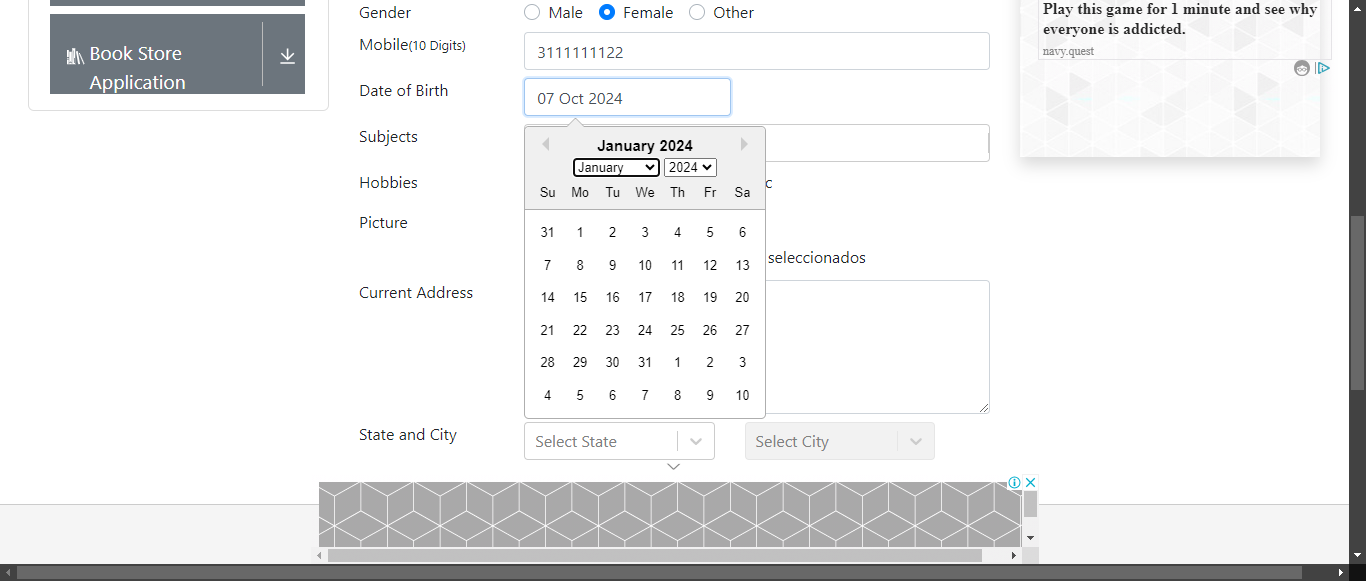 Gender
Male Female Other
Mobile(10 Digits)
3111111122
Date of Birth
07 Oct 2024
Subjects
Hobbies
c
Picture
seleccionados
Current Address
State and City
Select State
Select City
January 2024
January 2024
Su Mo Tu We Th Fr Sa
31 1 2 3 4 5 6
7 8 9 10 11 12 13
14 15 16 17 18 19 20
21 22 23 24 25 26 27
28 29 30 31 1 2 3
4 5 6 7 8 9 10
Book Store
Application
Play this game for 1 minute and see why
everyone is addicted.
navy.quest